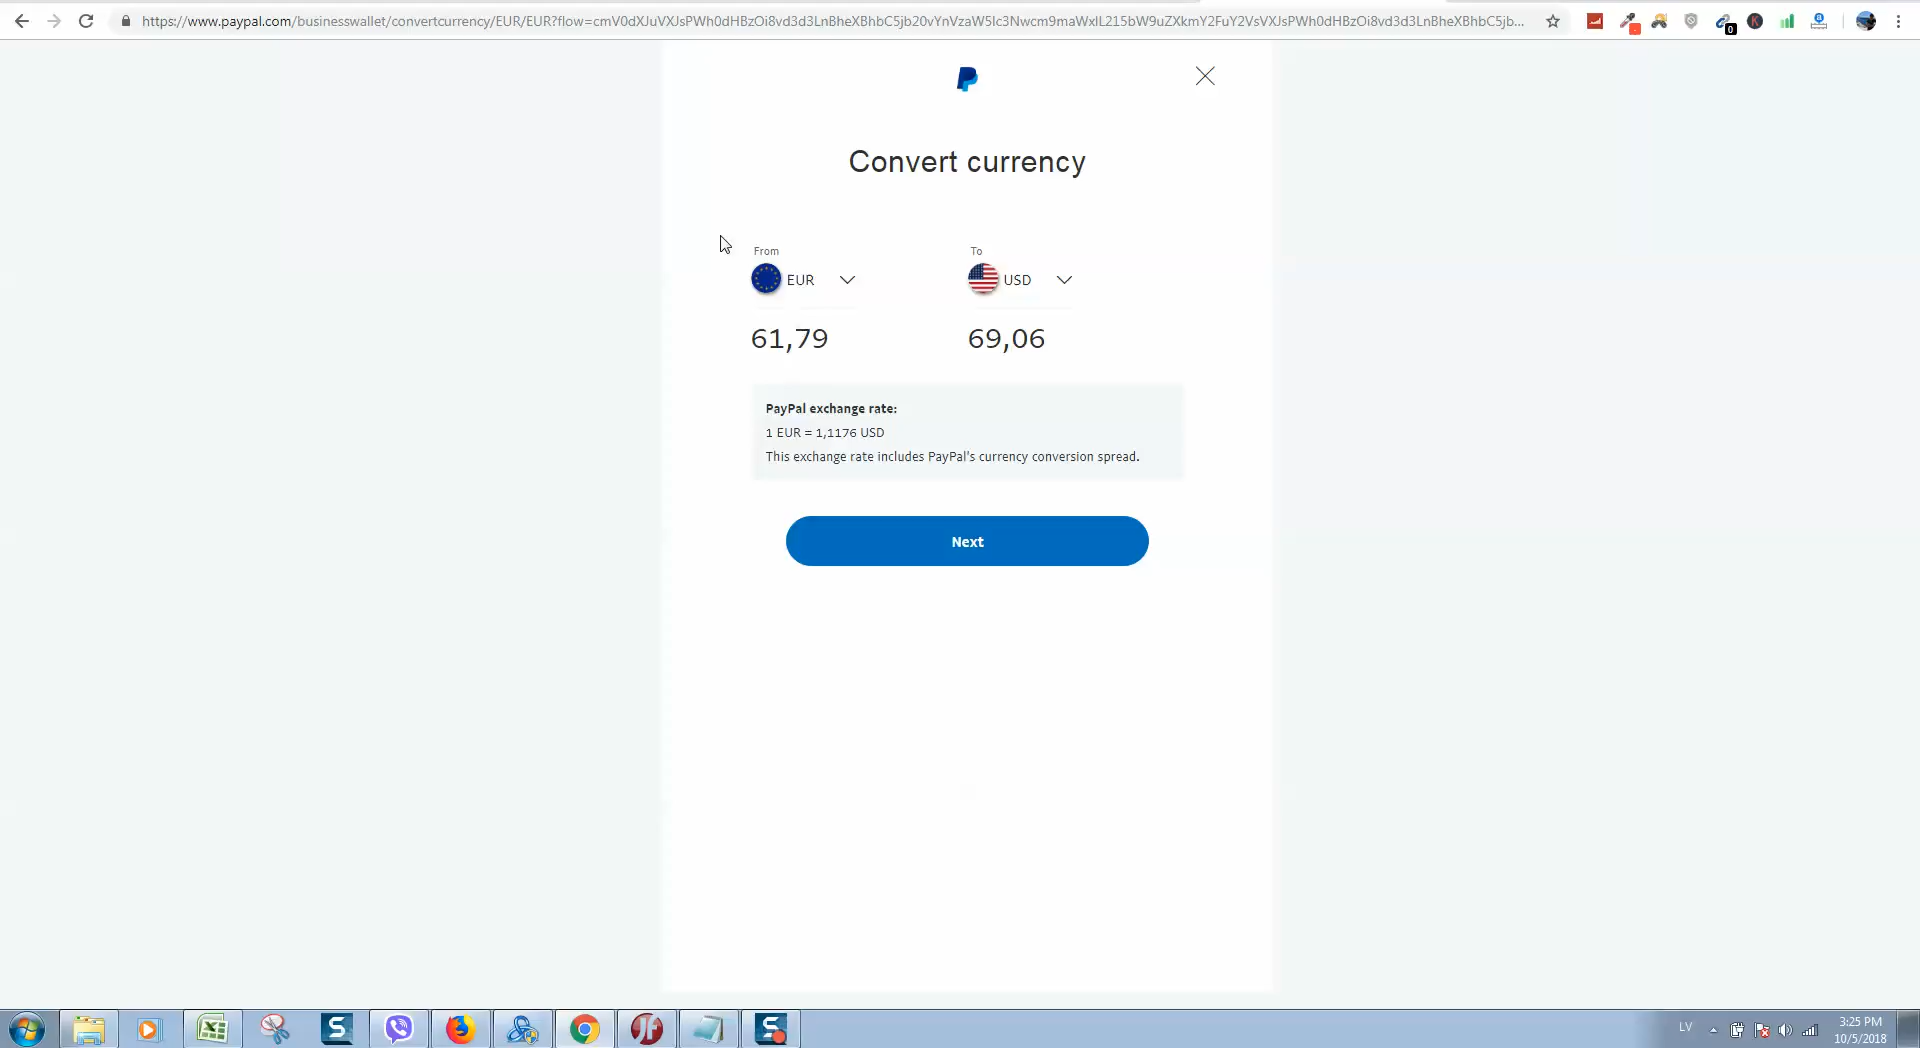 https://www.paypal.com/businesswallet/convertcurrency/EUR/EUR?flow=cmV0dXJuVXJsPWh0dHBzOi8vd3d3LnBheXBhbC5jb20vYnVzaW5lc3Nwcm9maWxlL215bW9uZXkmY2FuY2VsVXJsPWh0dHBzOi8vd3d3LnBheXBhbC5jb...
0
Convert currency
From
To
EUR
USD
61,79
69,06
PayPal exchange rate:
1 EUR = 1,1176 USD
This exchange rate includes PayPal's currency conversion spread.
Next
LV
3:25 PM
10/5/2018